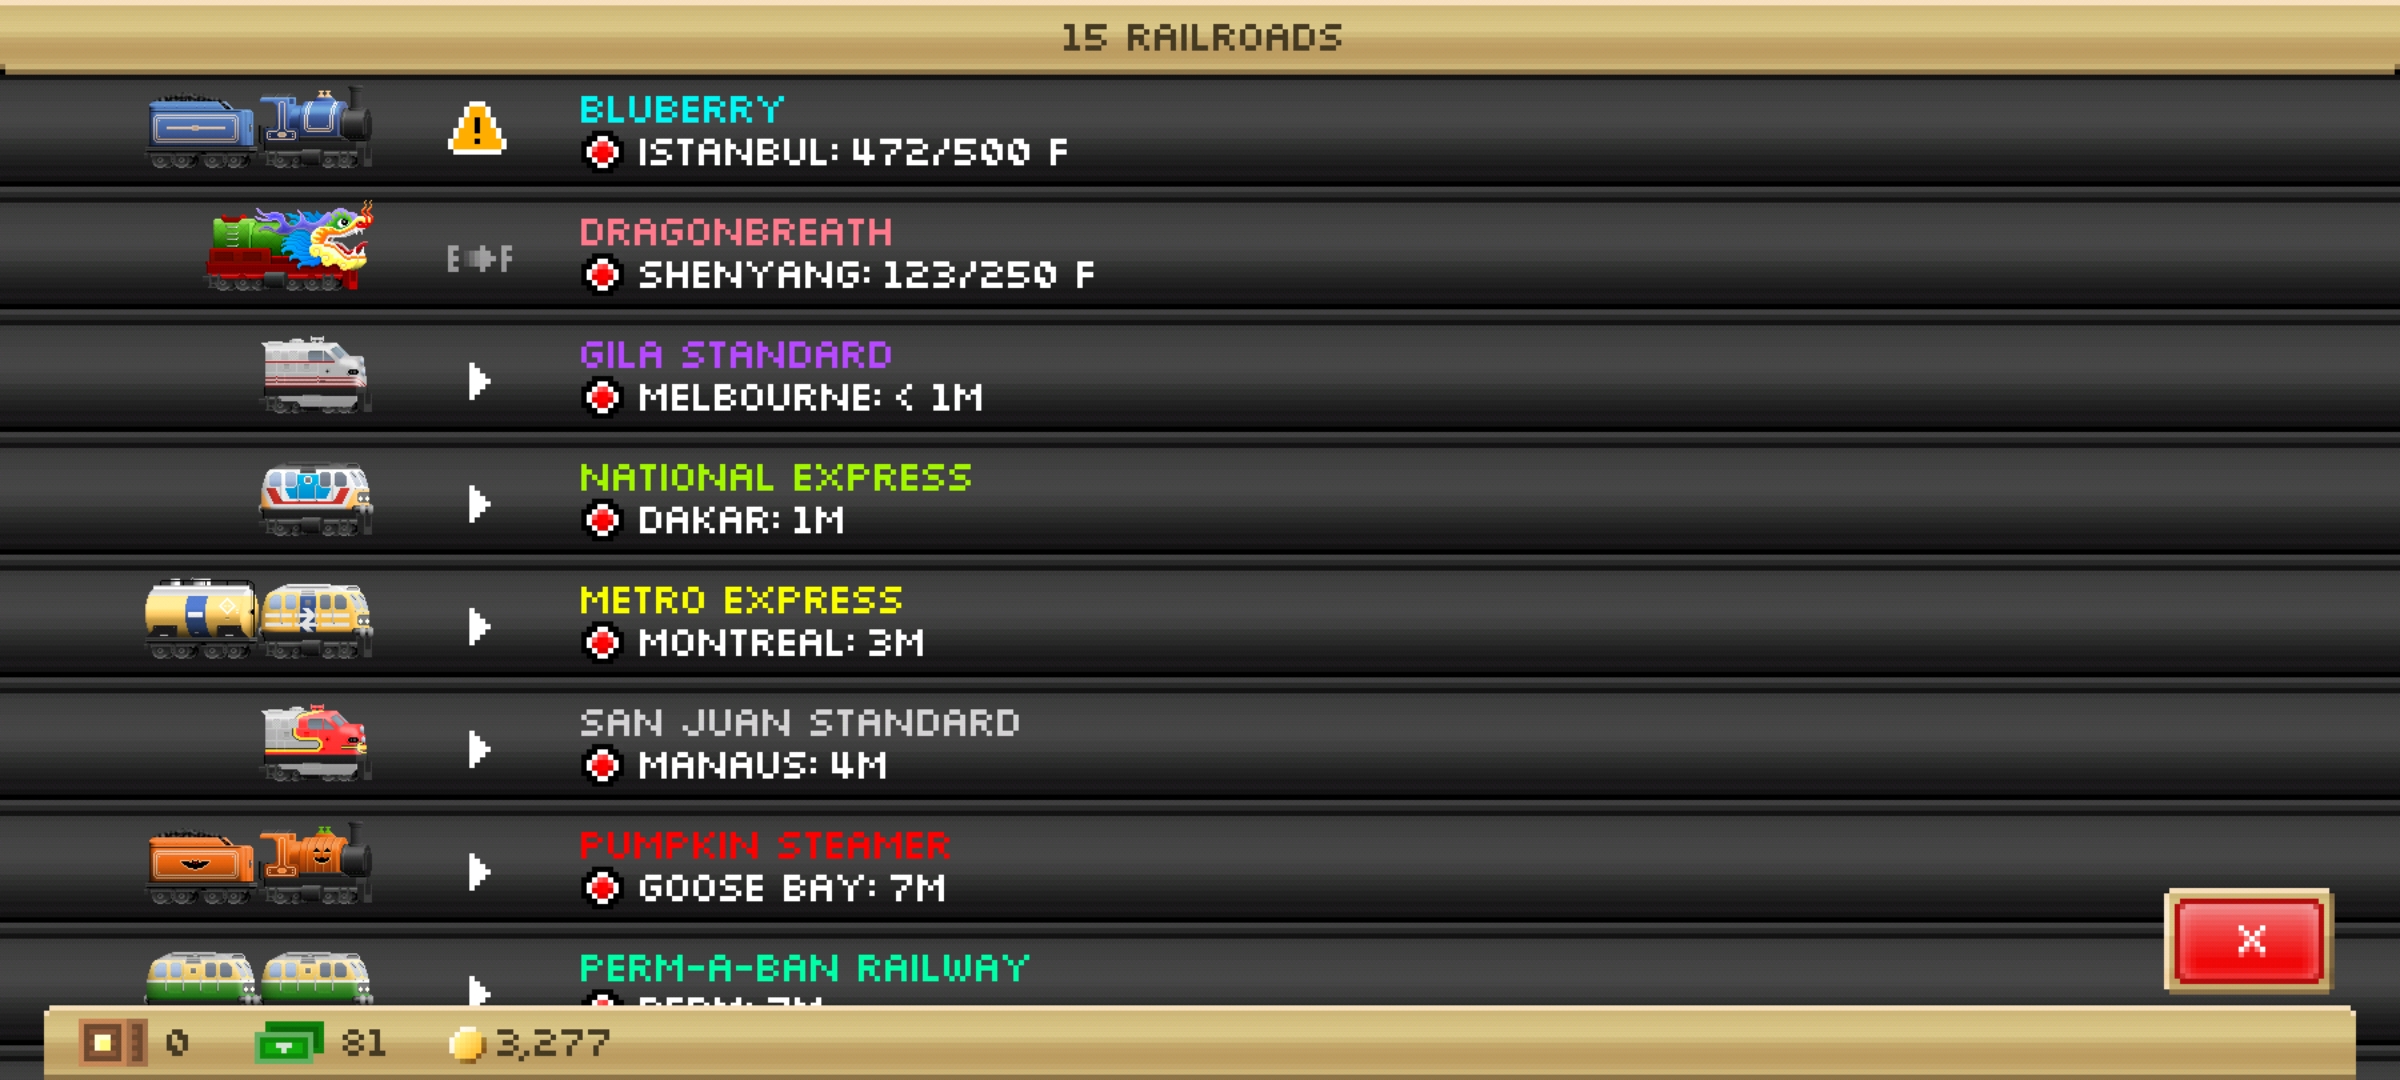 15 RAILROADS
BLUBERRY
ISTANBUL: 472/500 F
DRAGONBREATH
E F
SHENYANG: 123/250 F
GILA STANDARD
MELBOURNE: < 1M
NATIONAL EXPRESS
DAKAR: 1M
METRO EXPRESS
MONTREAL: 3M
SAN JUAN STANDARD
MANAUS: 4M
PUMPKIN STEAMER
GOOSE BAY: 7M
X
PERM-A-BAN RAILWAY
PERM: 7M
0 81 3,277